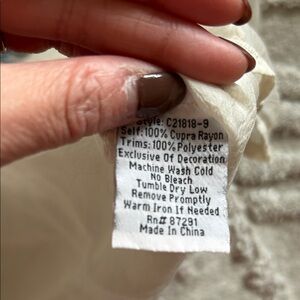 Style: C21818-9
Self:100% Cupra Rayon
Trims:100%Polyester
Exclusive Of Decoration
Machine Wash Cold
No Bleach
Tumble Dry Low
Remove Promptly
Warm Iron If Needed
Rn# 87291
Made In China